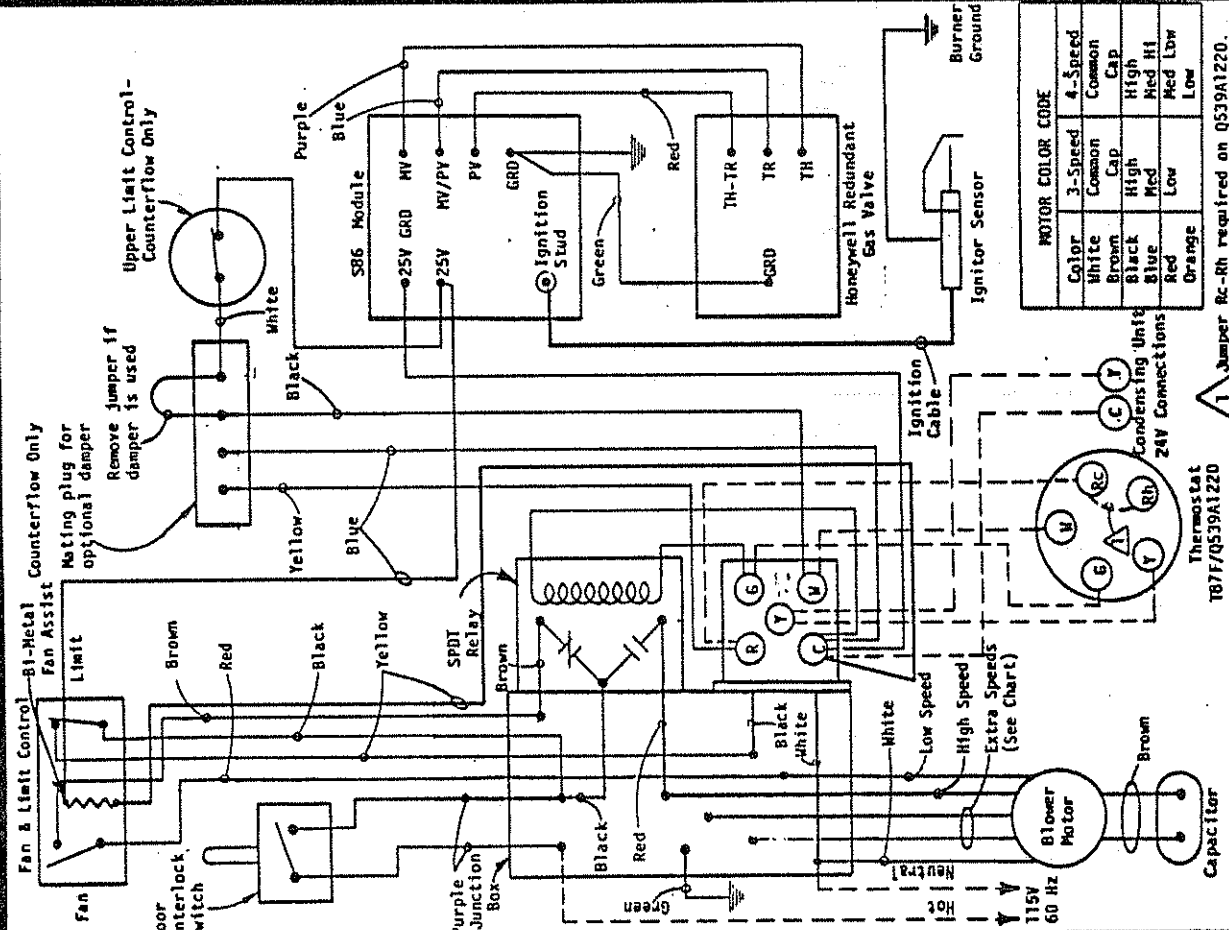 Fan & Limit Control
Bi-Metal
Fan Assist
Limit
Fan
Counterflow Only
Mating plug for
optional damper
Remove jumper if
damper is used
Upper Limit Control-
Counterflow Only
White
Black
Yellow
Blue
Brown
Red
Black
Yellow
SPDT
Relay
Brown
Purple
Blue
S86 Module
25V GRD
25V
MV
MV/PV
PV
GRD
Ignition
Stud
Green
Red
TH-TR
TR
TH
GRD
Honeywell Redundant
Gas Valve
Burner
Ground
Ignitor Sensor
Ignition
Cable
oor
nterlock
witch
urple
Junction
Box
Black
Red
Green
Black
White
White
Low Speed
High Speed
Extra Speeds
(See Chart)
R
G
Y
C
W
Blower
Motor
Brown
Capacitor
Hot
Neutral
115V
60 Hz
W
Rc
Rh
G
Y
1
Thermostat
T87F/Q539A1220
C
Y
Condensing Unit
24V Connections
MOTOR COLOR CODE
Color 3-Speed 4-Speed
White Common Common
Brown Cap Cap
Black High High
Blue Med Med Hi
Red Low Med Low
Orange Low
1 Jumper Rc-Rh required on Q539A1220.